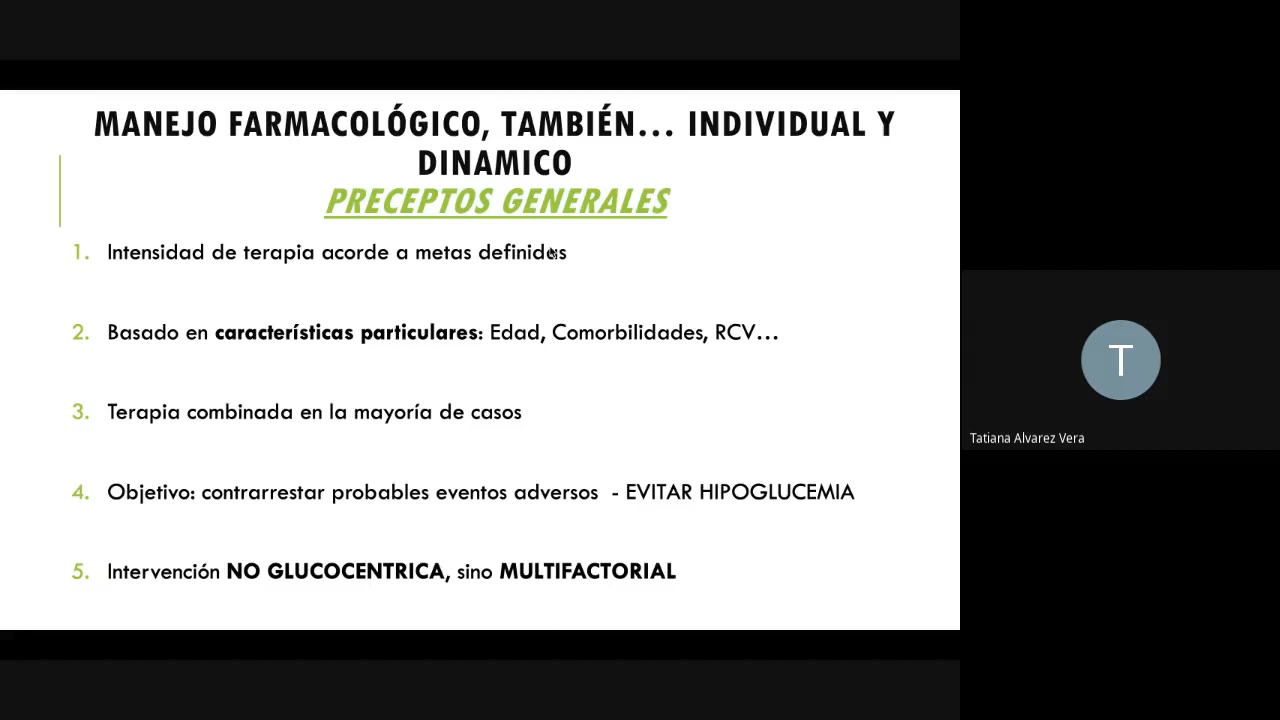 MANEJO FARMACOLÓGICO, TAMBIÉN... INDIVIDUAL Y
DINAMICO
PRECEPTOS GENERALES
1. Intensidad de terapia acorde a metas definidas
2. Basado en características particulares: Edad, Comorbilidades, RCV...
3. Terapia combinada en la mayoría de casos
4. Objetivo: contrarrestar probables eventos adversos - EVITAR HIPOGLUCEMIA
5. Intervención NO GLUCOCENTRICA, sino MULTIFACTORIAL
T
Tatiana Alvarez Vera